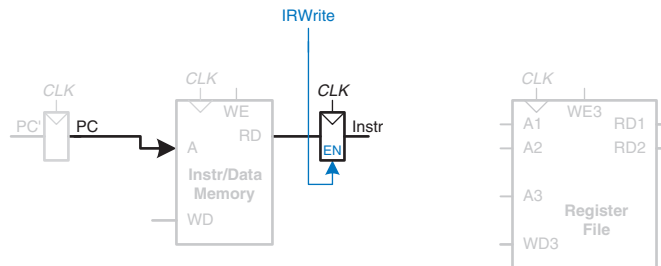 IRWrite
CLK
CLK
CLK
WE
WE3
PC'
PC
RD
Instr
A
EN
Instr/Data
Memory
WD
A1
A2
A3
WD3
RD1
RD2
Register
File